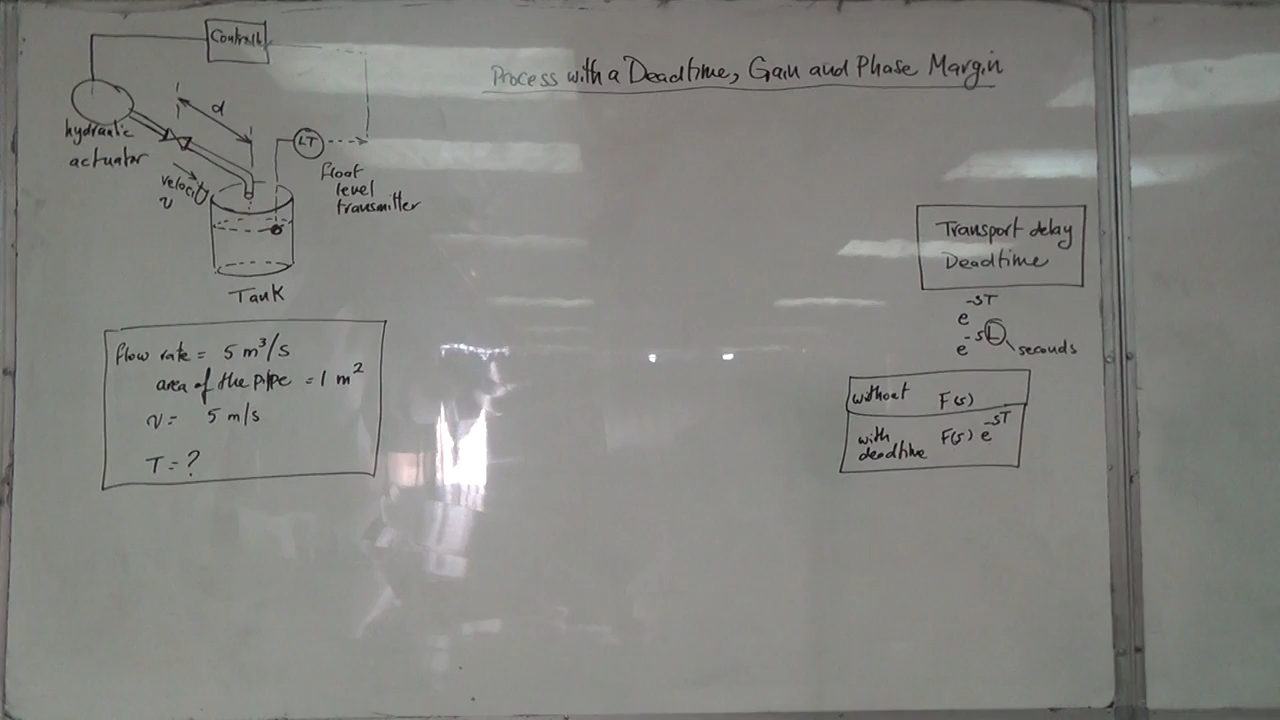 Process with a Deadtime, Gain and Phase Margin
Controller
d
hydraulic
actuator
velocity
v
LT
float
level
transmitter
Tank
flow rate = 5 m³/s
area of the pipe = 1 m²
v = 5 m/s
T = ?
Transport delay
Deadtime
e^-sT
e^-s1
seconds
without F(s)
with
deadtime F(s) e^-sT